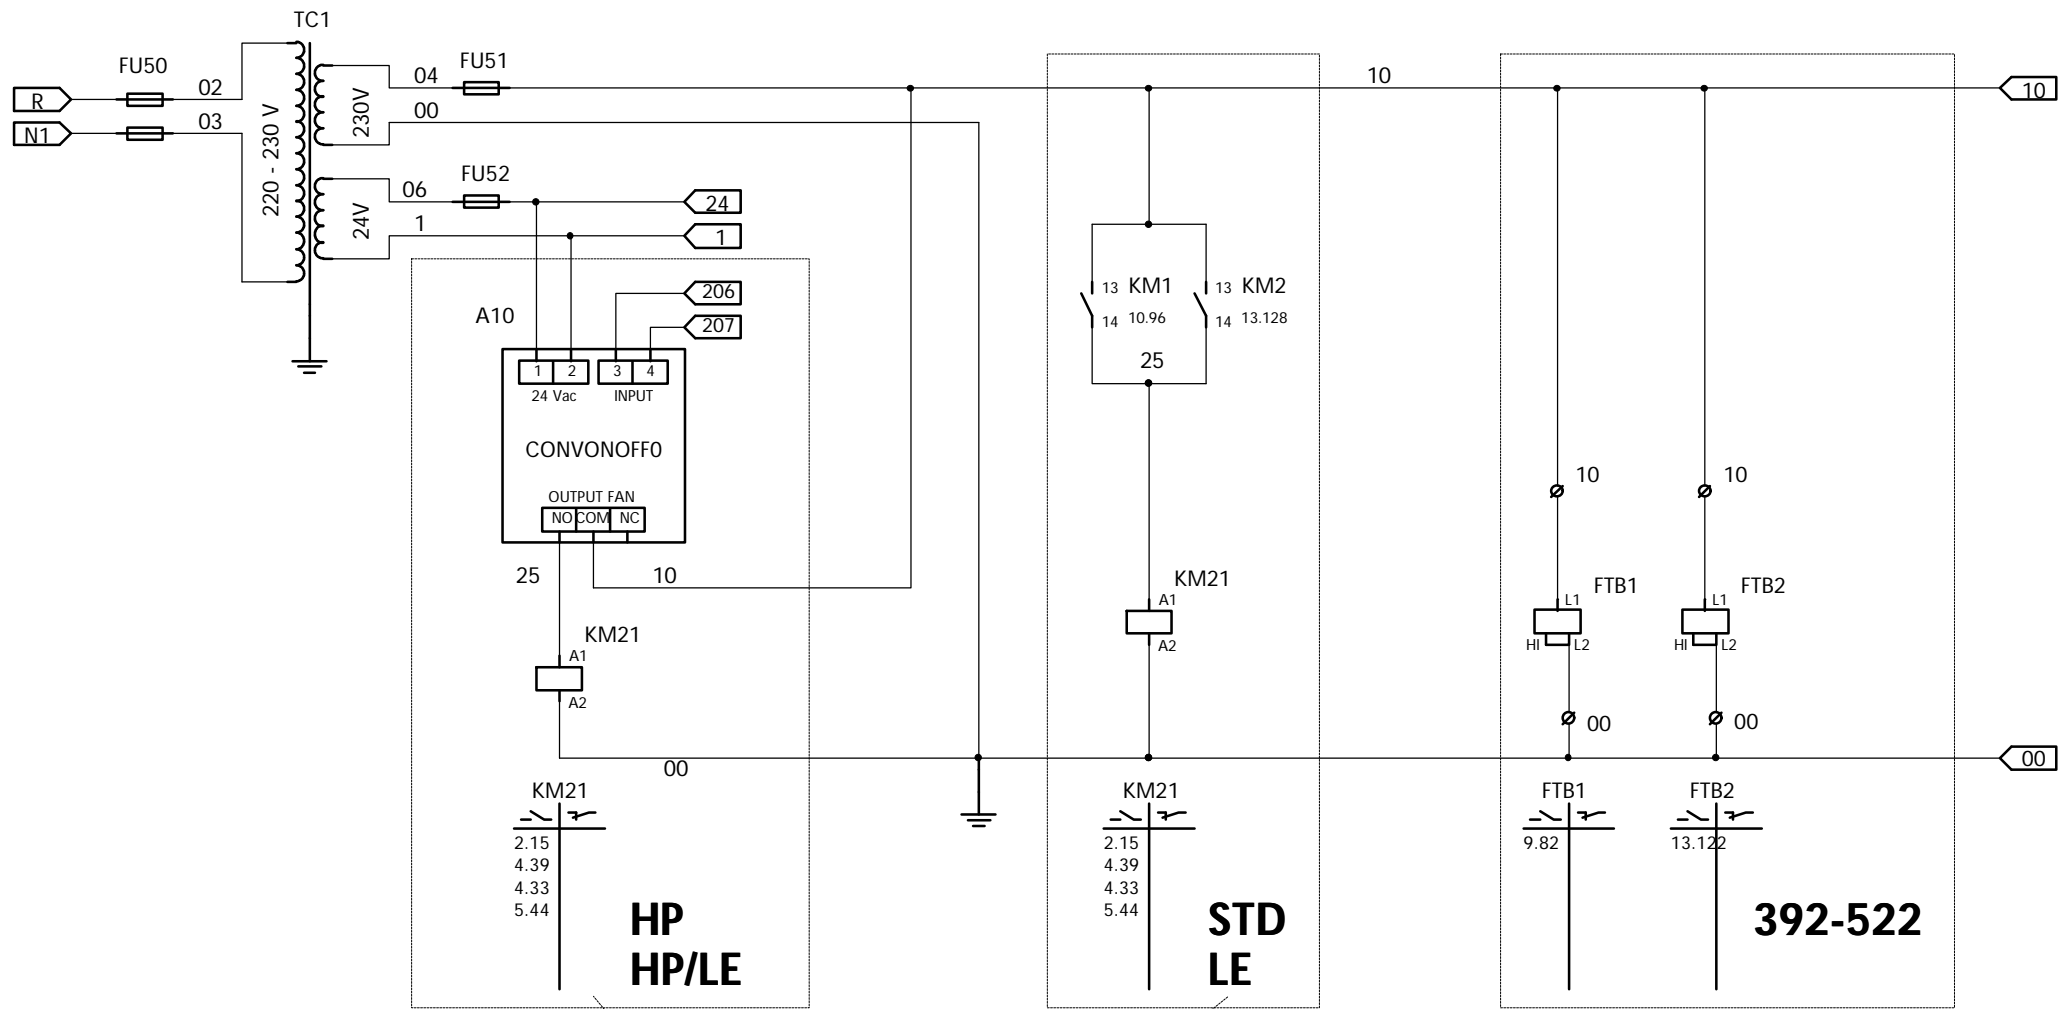 TC1
FU50
FU51
R
02
04
10
10
N1
03
00
220 - 230 V
230V
FU52
06
24
24V
1
1
206
A10
207
1 2 3 4
24 Vac INPUT
CONVONOFF0
OUTPUT FAN
NO COM NC
25
10
KM21
A1
A2
00
13 KM1
14 10.96
13 KM2
14 13.128
25
KM21
A1
A2
10
10
FTB1
L1
HI L2
FTB2
L1
HI L2
00
00
00
KM21
2.15
4.39
4.33
5.44
HP
HP/LE
KM21
2.15
4.39
4.33
5.44
STD
LE
FTB1
9.82
FTB2
13.122
392-522